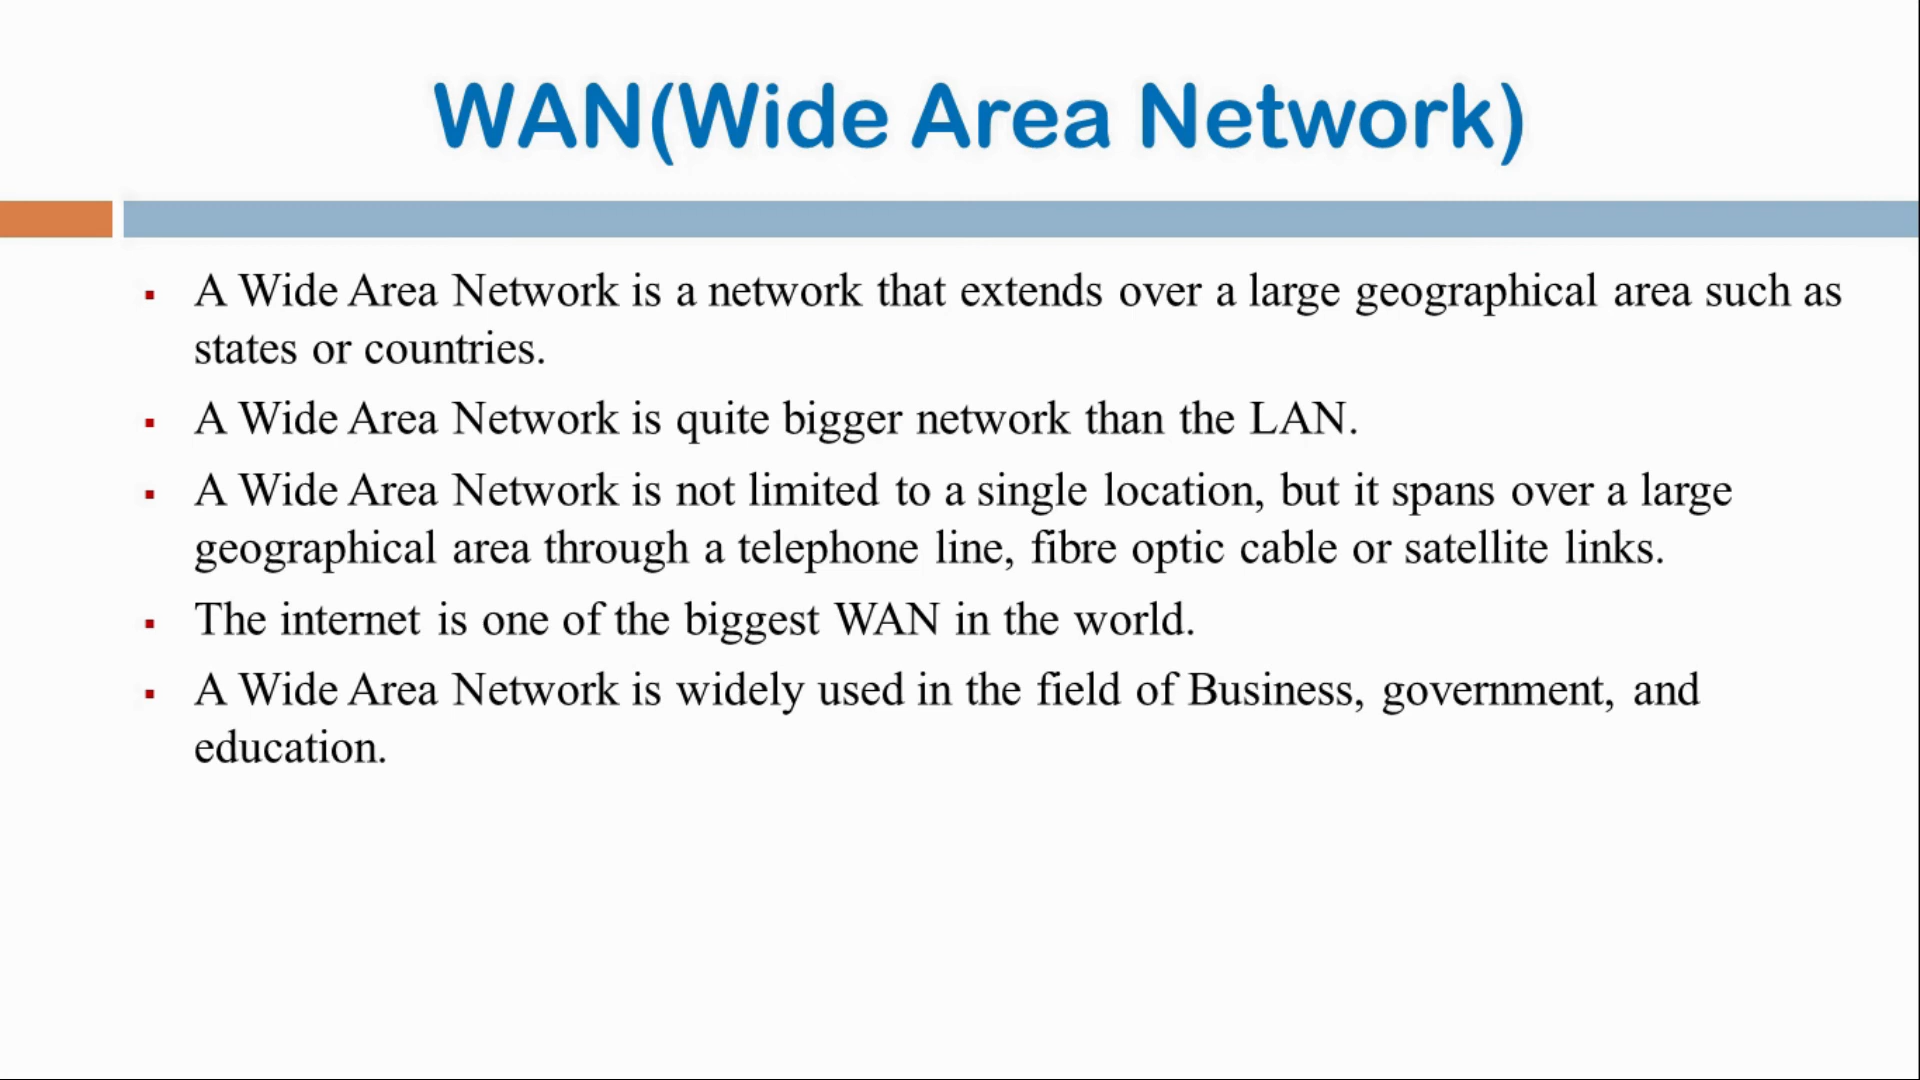 WAN(Wide Area Network)
▪ A Wide Area Network is a network that extends over a large geographical area such as
states or countries.
▪ A Wide Area Network is quite bigger network than the LAN.
▪ A Wide Area Network is not limited to a single location, but it spans over a large
geographical area through a telephone line, fibre optic cable or satellite links.
▪ The internet is one of the biggest WAN in the world.
▪ A Wide Area Network is widely used in the field of Business, government, and
education.